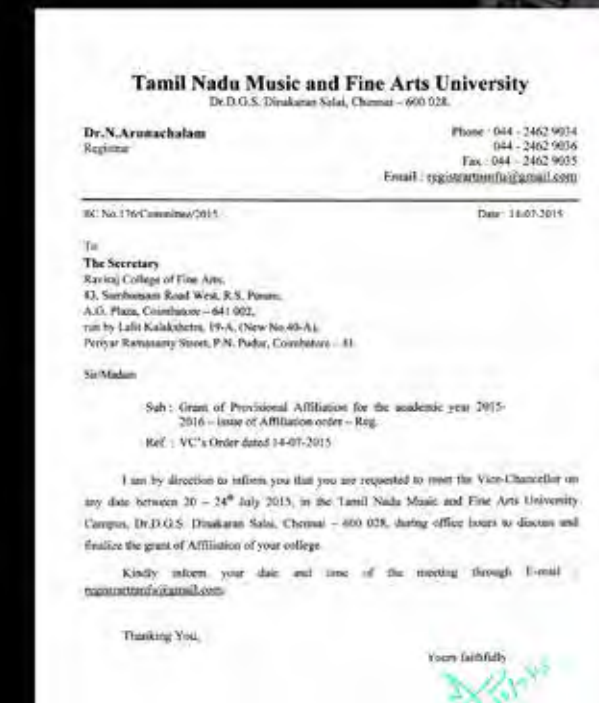 Tamil Nadu Music and Fine Arts University
Dr.D.G.S. Dinakaran Salai, Chennai – 600 028.
Dr.N.Arunachalam
Registrar
Phone : 044 - 2462 9034
044 - 2462 9036
Fax : 044 - 2462 9035
Email : registrartnmfu@gmail.com
RC No.176/Committee/2015
Date : 14-07-2015
To
The Secretary
Raviraj College of Fine Arts,
83, Sambamam Road West, R.S. Puram,
A.G. Plaza, Coimbatore – 641 002,
run by Lalit Kalakshetra, 19-A, (New No.40-A),
Periyar Ramasamy Street, P.N. Pudur, Coimbatore – 41
Sir/Madam
Sub : Grant of Provisional Affiliation for the academic year 2015-
2016 – issue of Affiliation order – Reg.
Ref : VC's Order dated 14-07-2015
I am by direction to inform you that you are requested to meet the Vice-Chancellor on
any date between 20 – 24th July 2015, in the Tamil Nadu Music and Fine Arts University
Campus, Dr.D.G.S. Dinakaran Salai, Chennai – 600 028, during office hours to discuss and
finalize the grant of Affiliation of your college.
Kindly inform your date and time of the meeting through E-mail :
Thanking You,
Yours faithfully